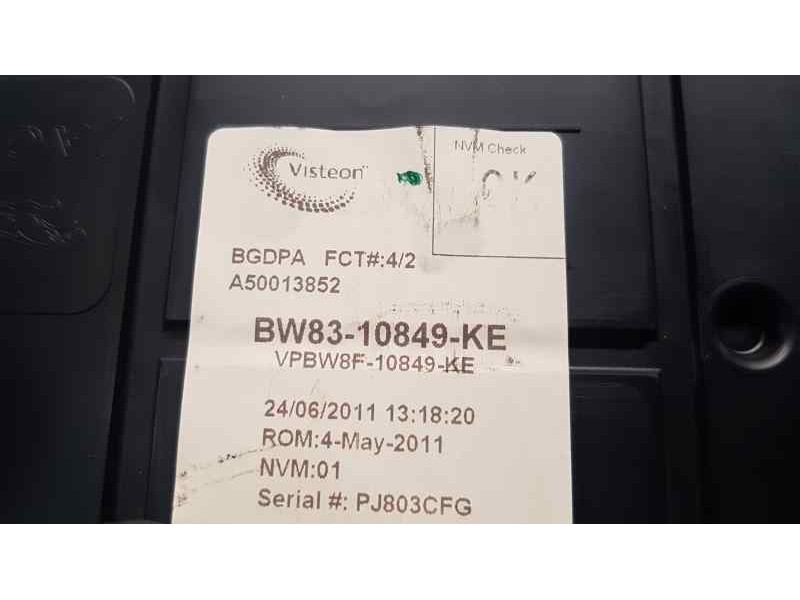 Visteon
NVM Check
OK
BGDPA FCT#:4/2
A50013852
BW83-10849-KE
VPBW8F-10849-KE
24/06/2011 13:18:20
ROM:4-May-2011
NVM:01
Serial #: PJ803CFG